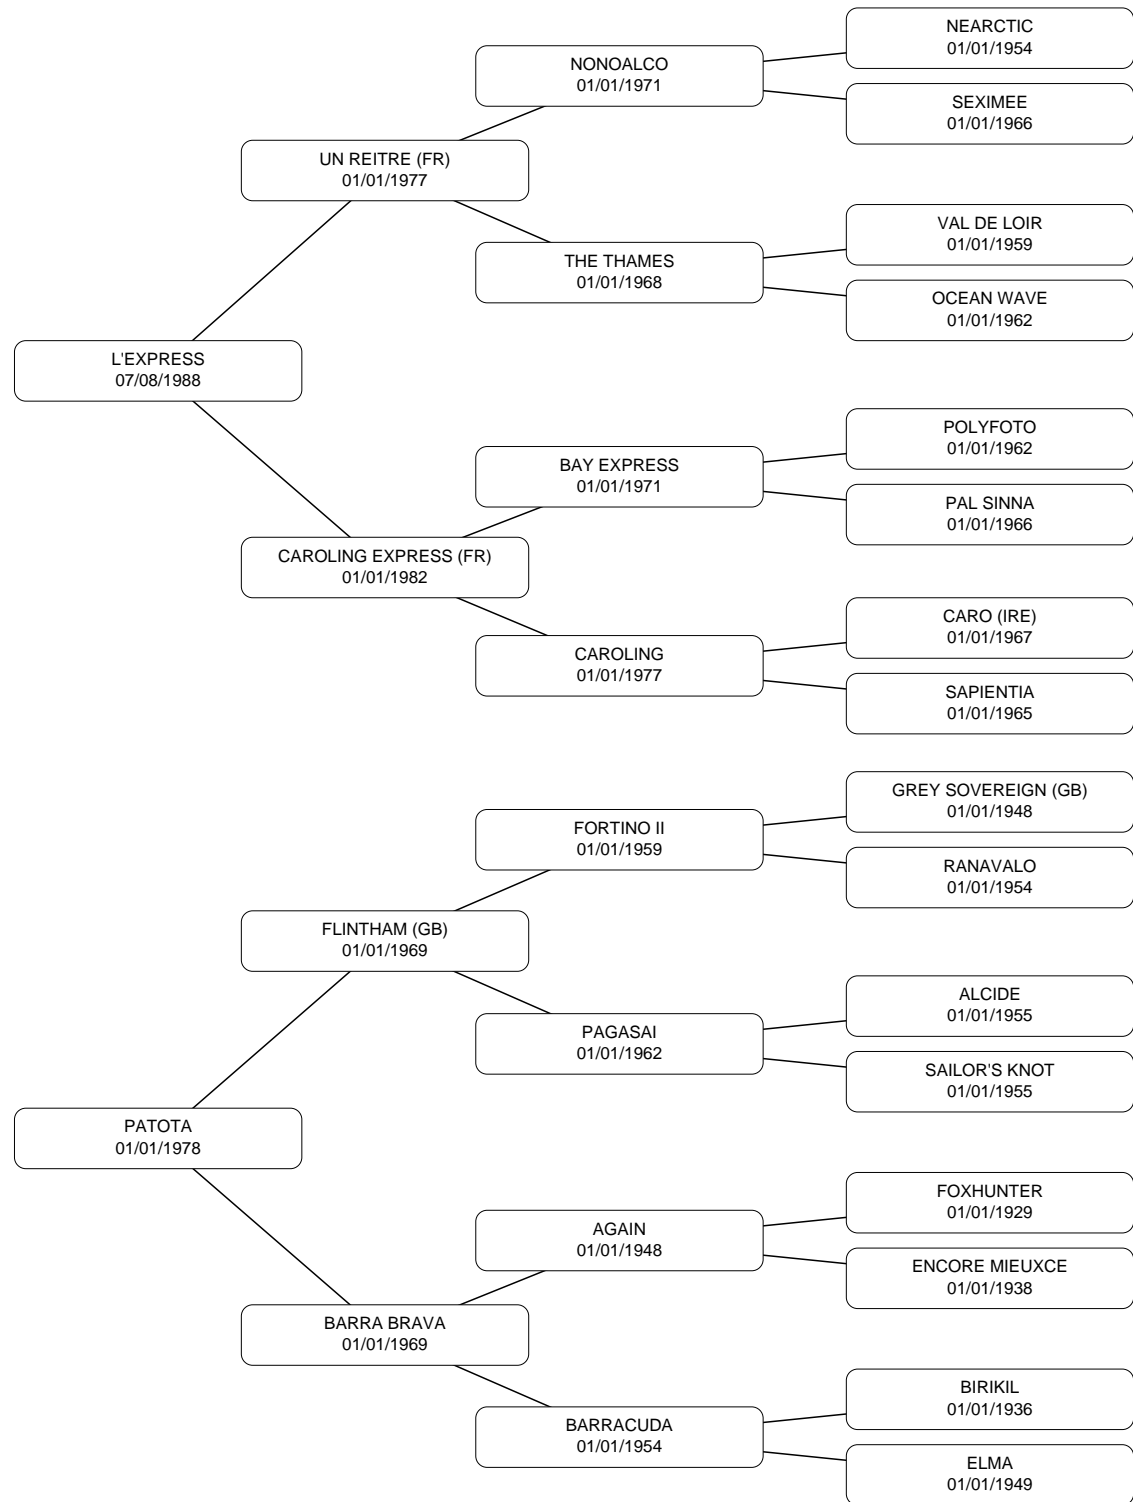 NEARCTIC
01/01/1954
NONOALCO
01/01/1971
SEXIMEE
01/01/1966
UN REITRE (FR)
01/01/1977
VAL DE LOIR
01/01/1959
THE THAMES
01/01/1968
OCEAN WAVE
01/01/1962
L'EXPRESS
07/08/1988
POLYFOTO
01/01/1962
BAY EXPRESS
01/01/1971
PAL SINNA
01/01/1966
CAROLING EXPRESS (FR)
01/01/1982
CARO (IRE)
01/01/1967
CAROLING
01/01/1977
SAPIENTIA
01/01/1965
GREY SOVEREIGN (GB)
01/01/1948
FORTINO II
01/01/1959
RANAVALO
01/01/1954
FLINTHAM (GB)
01/01/1969
ALCIDE
01/01/1955
PAGASAI
01/01/1962
SAILOR'S KNOT
01/01/1955
PATOTA
01/01/1978
FOXHUNTER
01/01/1929
AGAIN
01/01/1948
ENCORE MIEUXCE
01/01/1938
BARRA BRAVA
01/01/1969
BIRIKIL
01/01/1936
BARRACUDA
01/01/1954
ELMA
01/01/1949